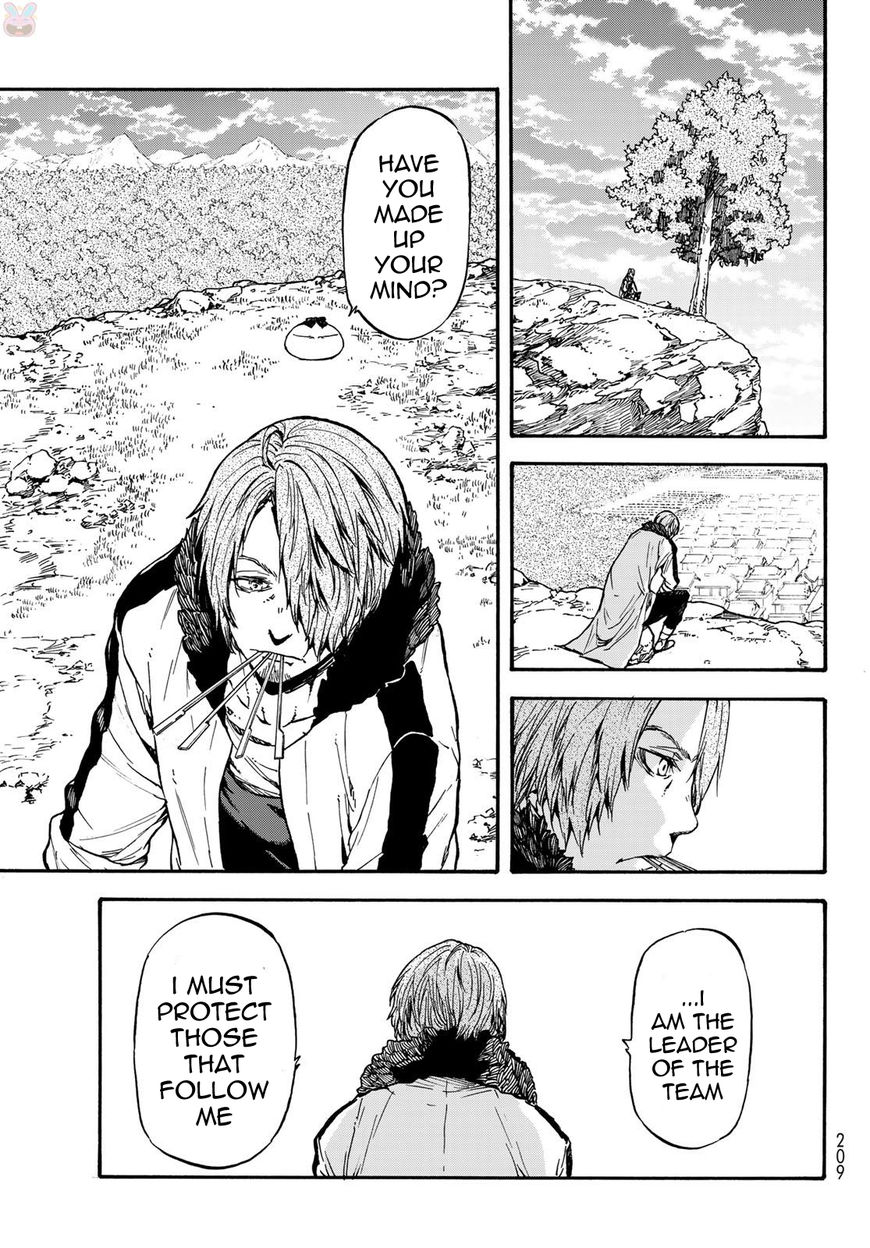 HAVE
YOU
MADE
UP
YOUR
MIND?
...I
AM THE
LEADER
OF THE
TEAM
I MUST
PROTECT
THOSE
THAT
FOLLOW
ME
209